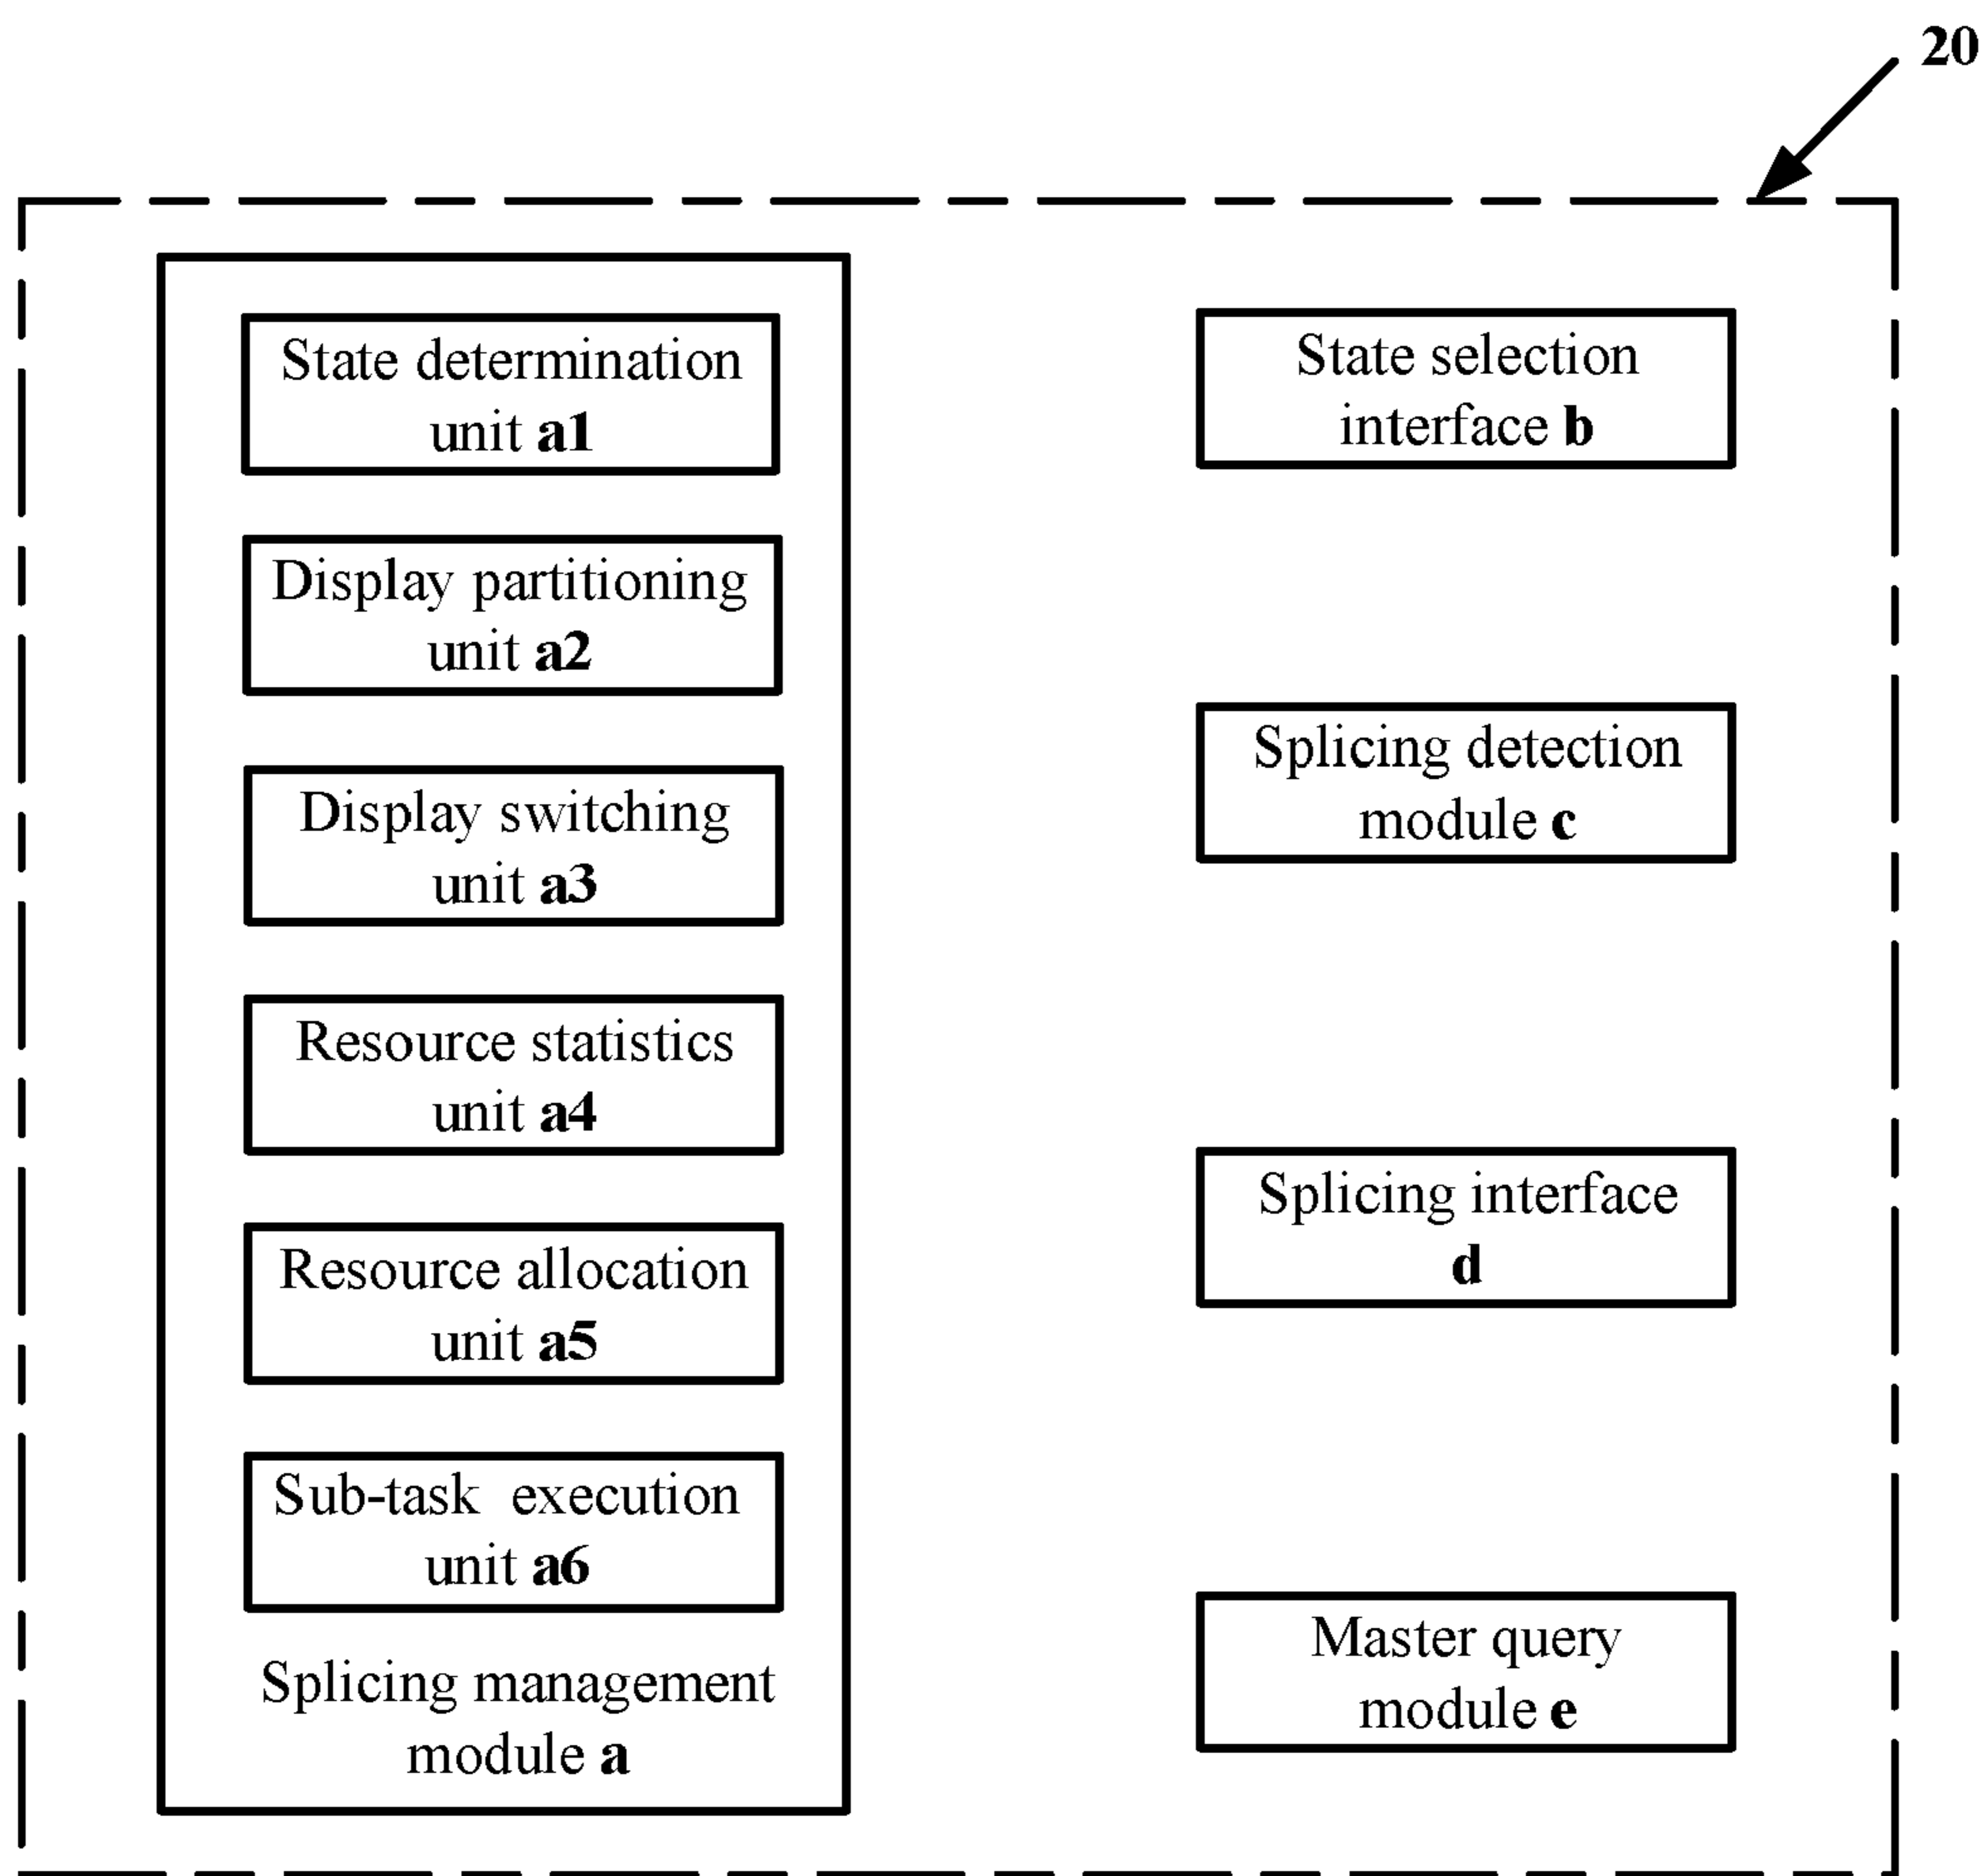 20
State determination
unit a1
Display partitioning
unit a2
Display switching
unit a3
Resource statistics
unit a4
Resource allocation
unit a5
Sub-task execution
unit a6
Splicing management
module a
State selection
interface b
Splicing detection
module c
Splicing interface
d
Master query
module e